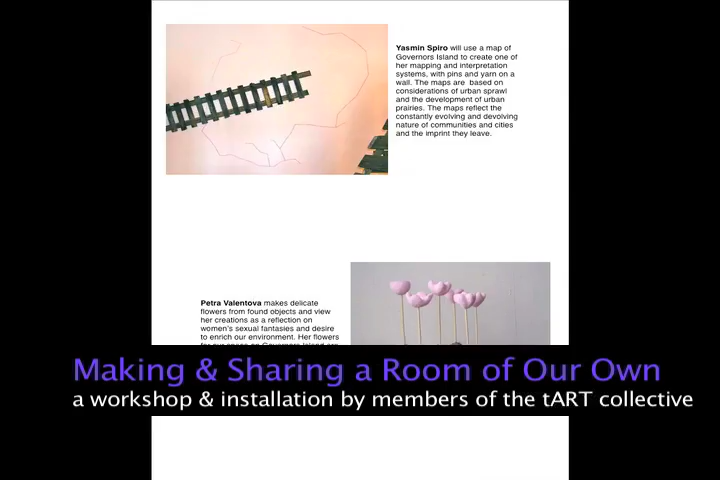 Yasmin Spiro will use a map of
Governors Island to create one of
her mapping and interpretation
systems, with pins and yarn on a
wall. The maps are based on
considerations of urban sprawl
and the development of urban
prairies. The maps reflect the
constantly evolving and devolving
nature of communities and cities
and the imprint they leave.
Petra Valentova makes delicate
flowers from found objects and view
her creations as a reflection on
women's sexual fantasies and desire
to enrich our environment. Her flowers
Making & Sharing a Room of Our Own
a workshop & installation by members of the tART collective